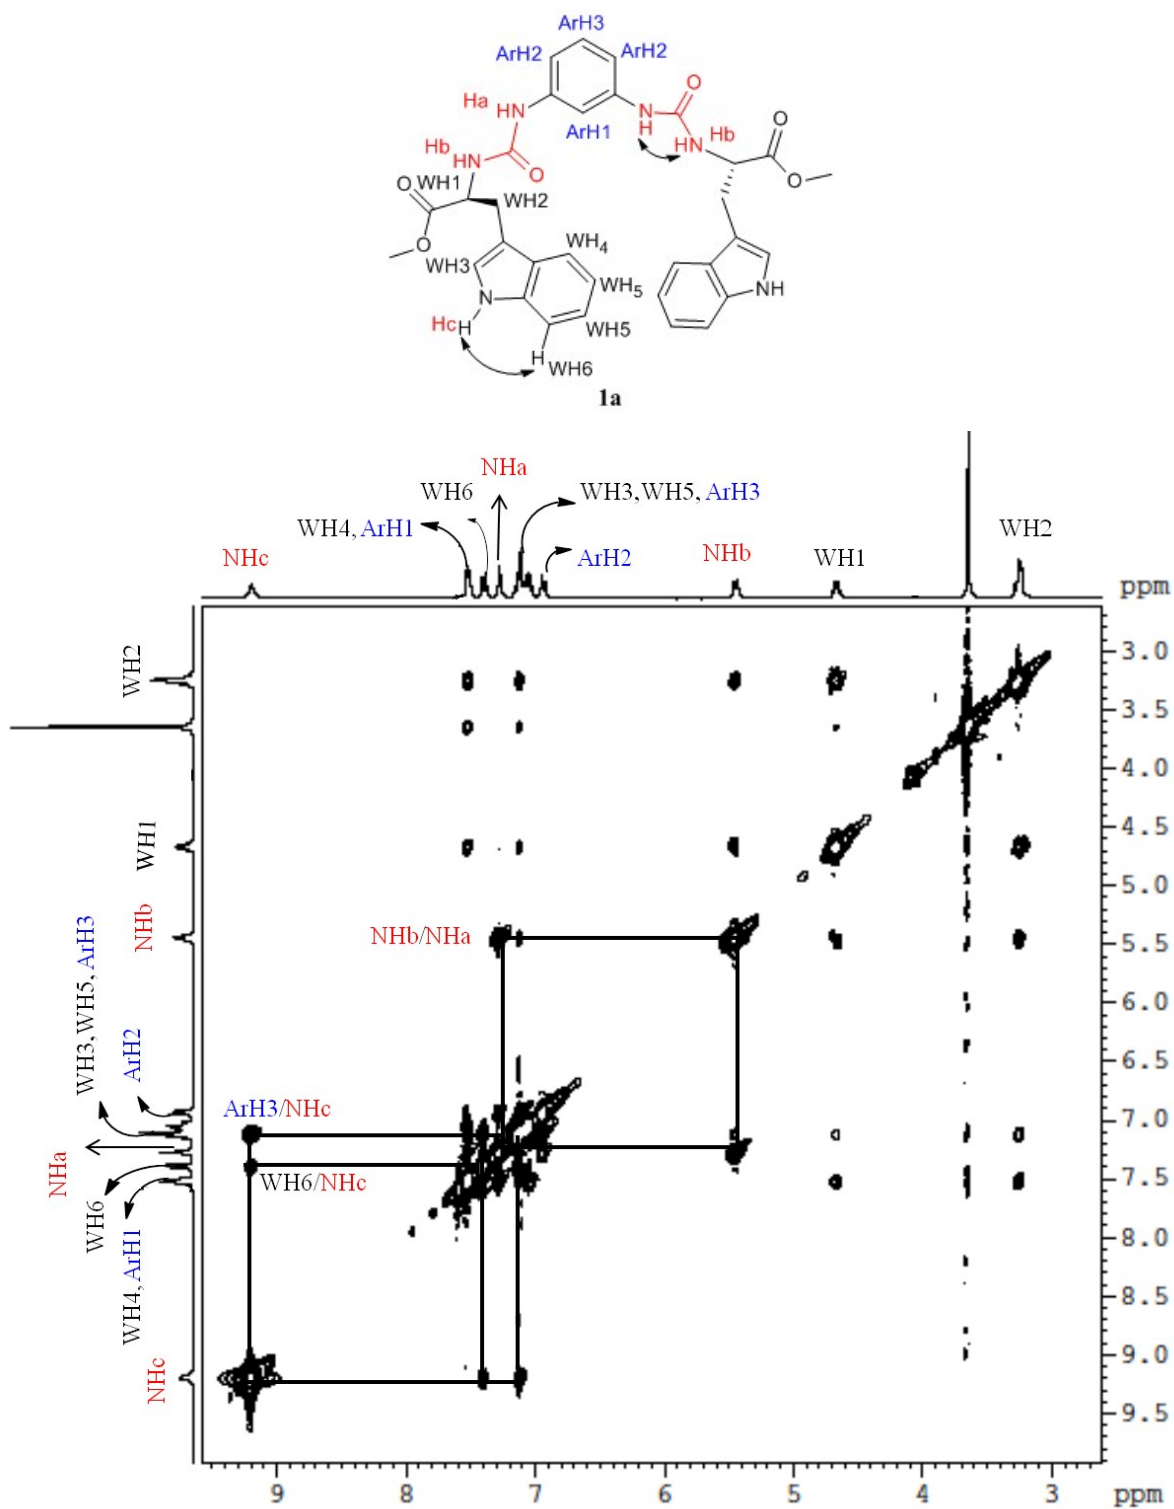 ArH3
ArH2
ArH2
Ha
HN
N
H
O
ArH1
HN
Hb
O
O
Hb
HN
O
O
WH1
WH2
O
WH3
WH4
N
WH5
HcH
WH5
NH
H
WH6
1a
NHa
WH6
WH3,WH5, ArH3
WH4, ArH1
NHc
ArH2
NHb
WH1
WH2
ppm
WH2
WH1
NHb
WH3,WH5, ArH3
ArH2
NHa
WH6
WH4, ArH1
NHc
NHb/NHa
ArH3/NHc
WH6/NHc
3.0
3.5
4.0
4.5
5.0
5.5
6.0
6.5
7.0
7.5
8.0
8.5
9.0
9.5
9 8 7 6 5 4 3 ppm